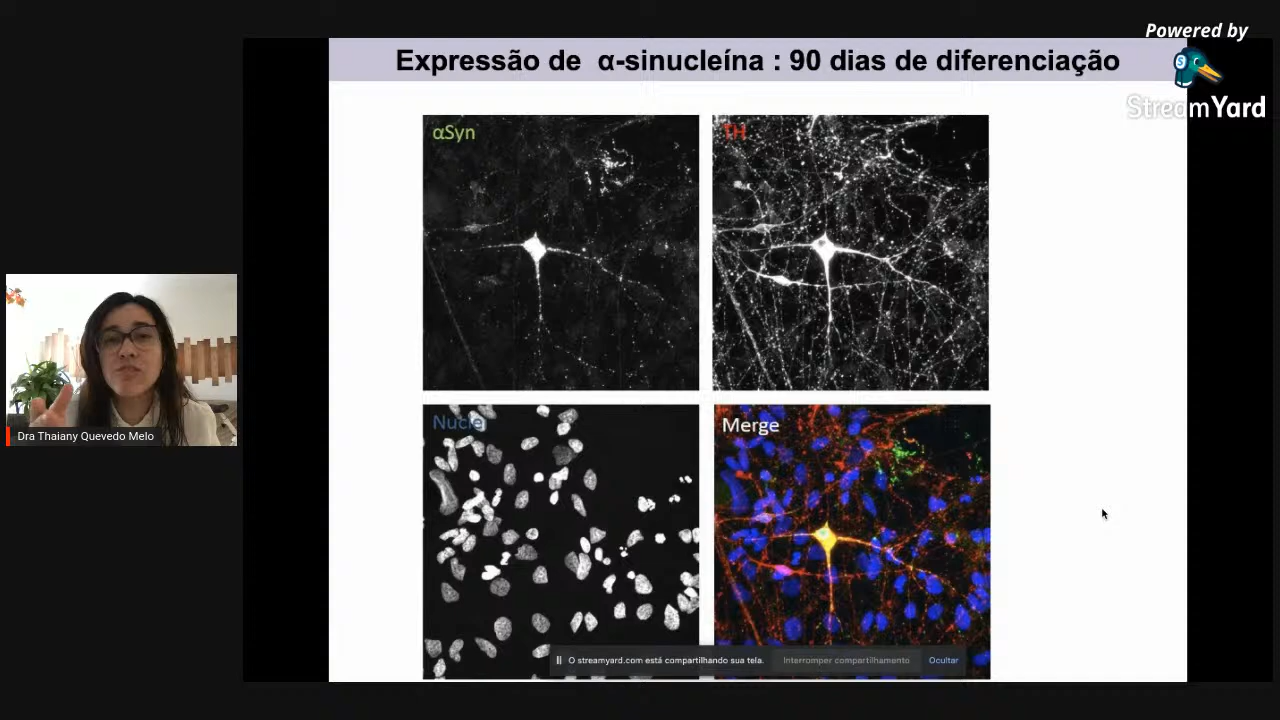 Powered by
StreamYard
Expressão de α-sinucleína : 90 dias de diferenciação
αSyn
TH
Nuclei
Merge
Dra Thaiany Quevedo Melo
O streamyard.com está compartilhando sua tela.
Interromper compartilhamento
Ocultar